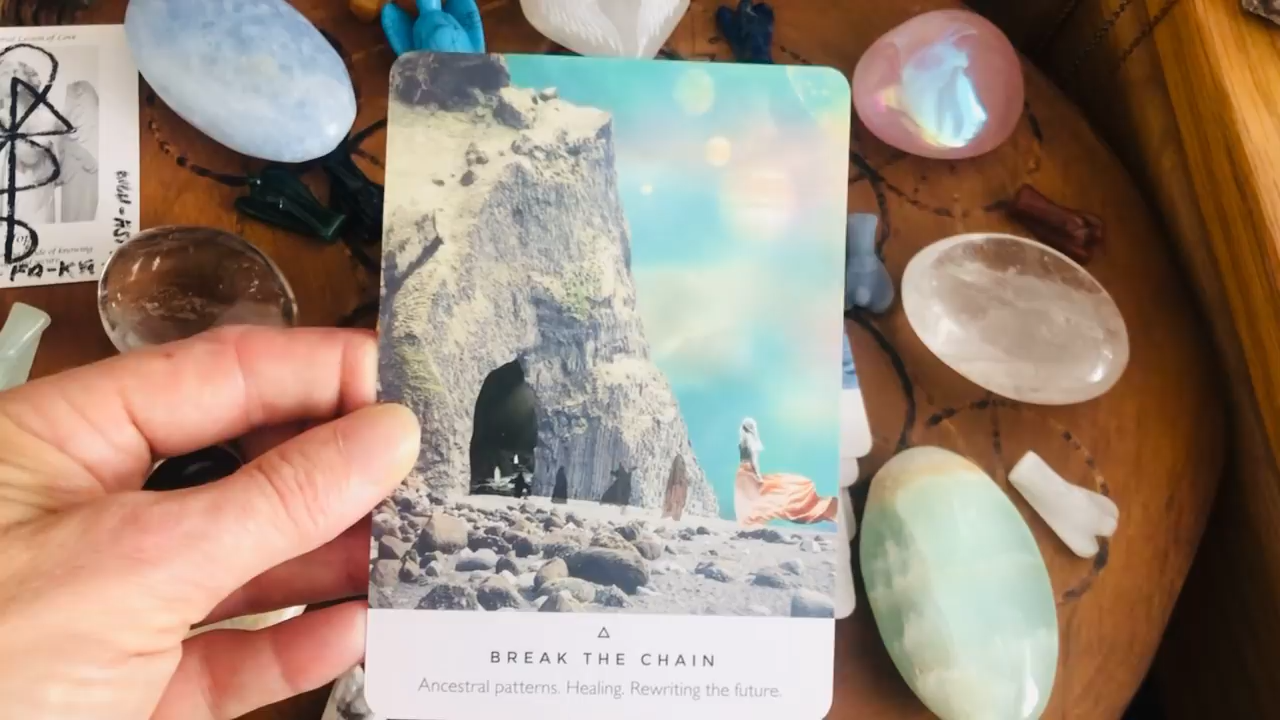 BREAK THE CHAIN
Ancestral patterns. Healing. Rewriting the future.